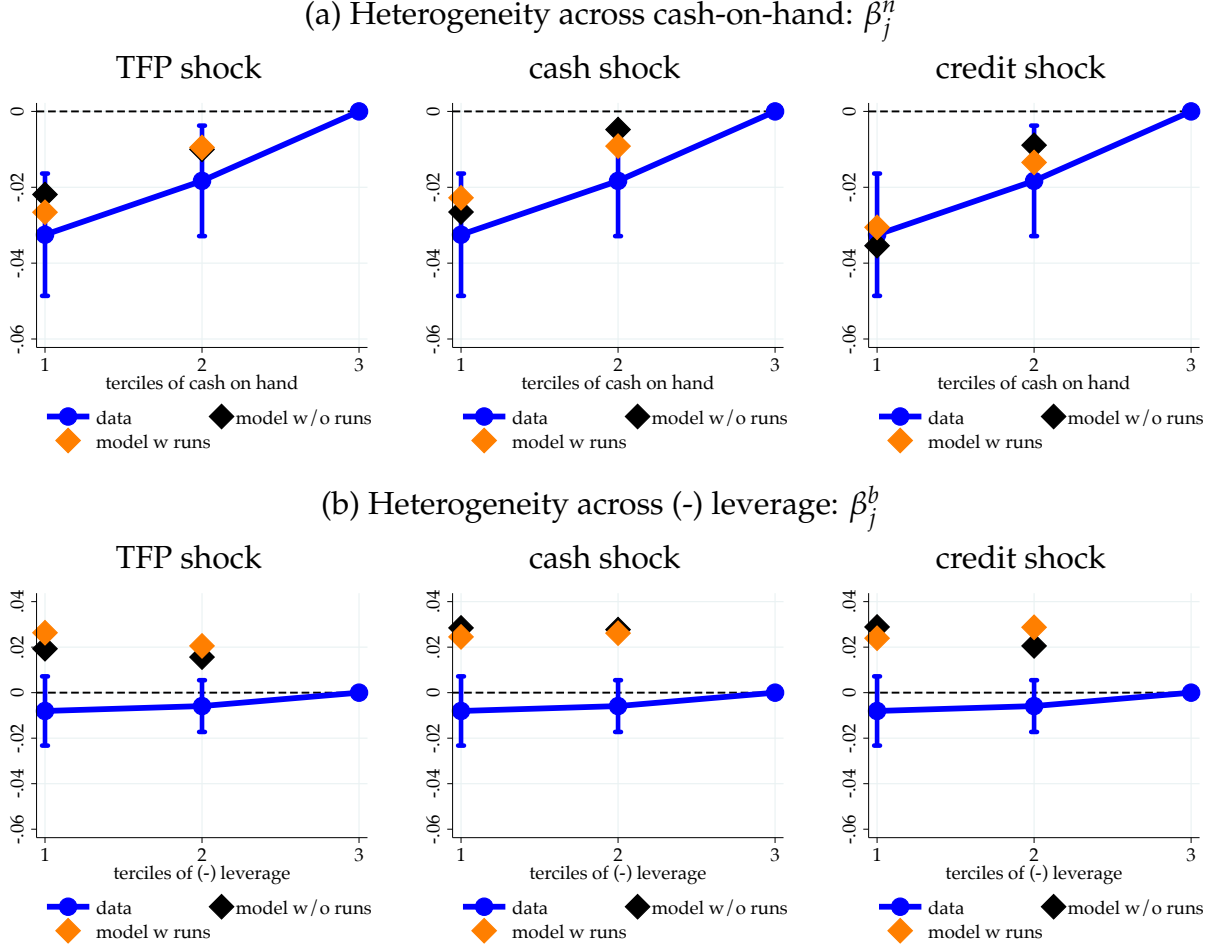 (a) Heterogeneity across cash-on-hand: β_j^n
TFP shock
cash shock
credit shock
0
-.02
-.04
-.06
1
2
3
terciles of cash on hand
data
model w/o runs
model w runs
0
-.02
-.04
-.06
1
2
3
terciles of cash on hand
data
model w/o runs
model w runs
0
-.02
-.04
-.06
1
2
3
terciles of cash on hand
data
model w/o runs
model w runs
(b) Heterogeneity across (-) leverage: β_j^b
TFP shock
cash shock
credit shock
.04
.02
0
-.02
-.04
-.06
1
2
3
terciles of (-) leverage
data
model w/o runs
model w runs
.04
.02
0
-.02
-.04
-.06
1
2
3
terciles of (-) leverage
data
model w/o runs
model w runs
.04
.02
0
-.02
-.04
-.06
1
2
3
terciles of (-) leverage
data
model w/o runs
model w runs